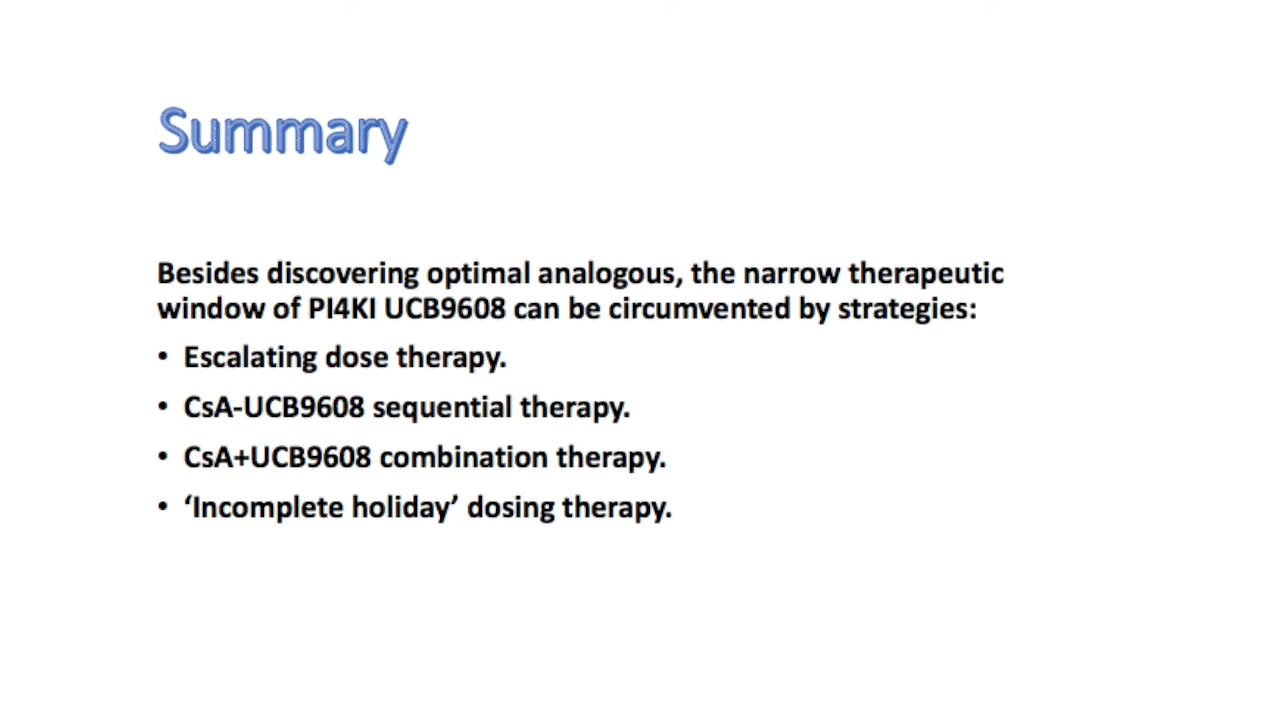 Summary
Besides discovering optimal analogous, the narrow therapeutic
window of PI4KI UCB9608 can be circumvented by strategies:
• Escalating dose therapy.
• CsA-UCB9608 sequential therapy.
• CsA+UCB9608 combination therapy.
• ‘Incomplete holiday’ dosing therapy.